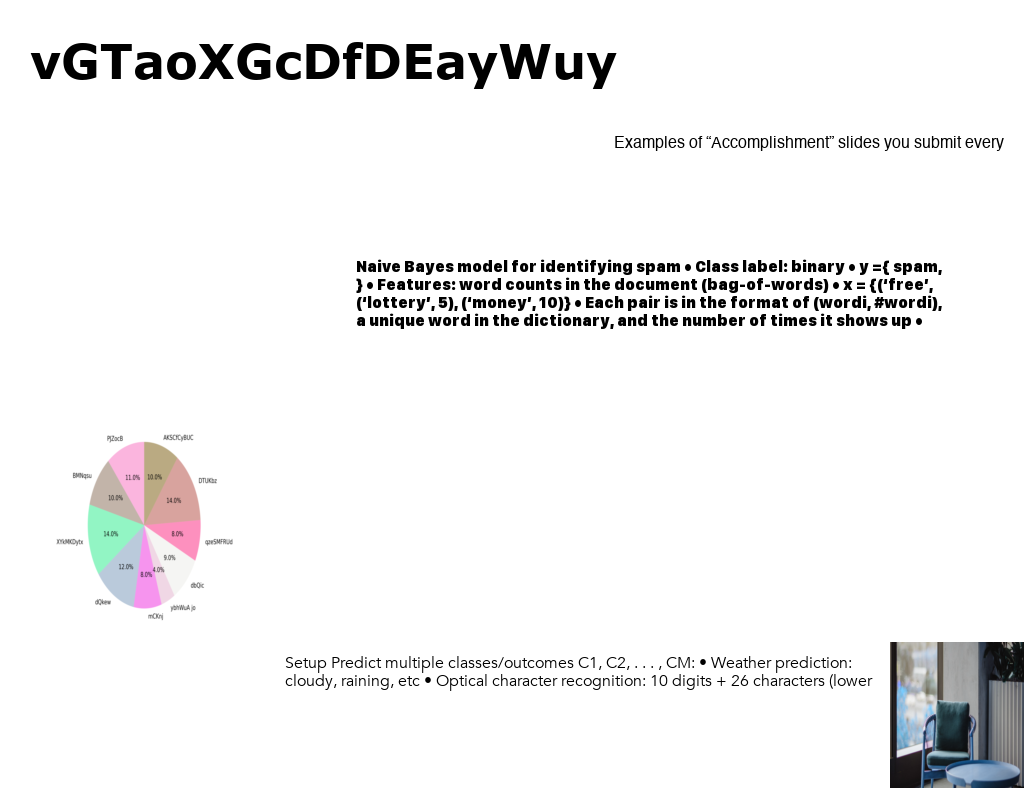 vGTaoXGcDfDEayWuy
Examples of “Accomplishment” slides you submit every
Naive Bayes model for identifying spam • Class label: binary • y ={ spam,
} • Features: word counts in the document (bag-of-words) • x = {(‘free’,
(‘lottery’, 5), (‘money’, 10)} • Each pair is in the format of (wordi, #wordi),
a unique word in the dictionary, and the number of times it shows up •
PJZocB
AKSCfCyBUC
BMNqsu
DTUKbz
11.0%
10.0%
10.0%
14.0%
XYkMKDytx
14.0%
8.0%
qzeSMFRUd
9.0%
12.0%
4.0%
8.0%
dbQic
dQkew
ybhWuA jo
mCKnj
Setup Predict multiple classes/outcomes C1, C2, . . . , CM: • Weather prediction:
cloudy, raining, etc • Optical character recognition: 10 digits + 26 characters (lower